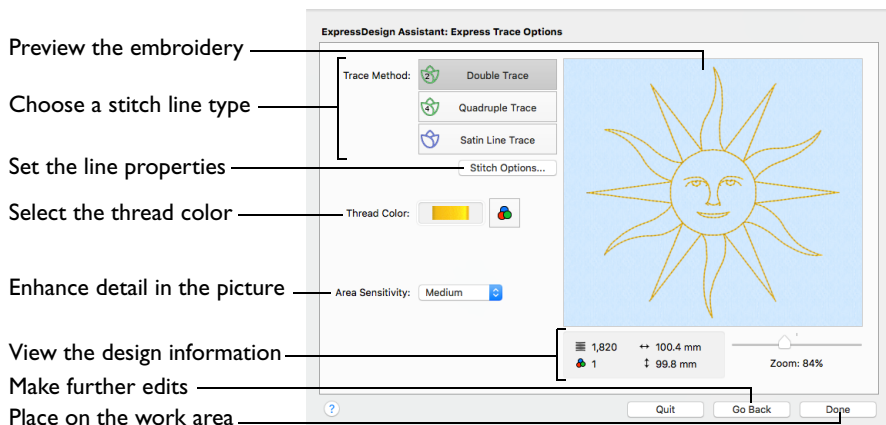 ExpressDesign Assistant: Express Trace Options
Preview the embroidery
Trace Method:
2
Double Trace
Choose a stitch line type
4
Quadruple Trace
Satin Line Trace
Set the line properties
Stitch Options...
Select the thread color
Thread Color:
Enhance detail in the picture
Area Sensitivity:
Medium
View the design information
1,820
↔ 100.4 mm
1
↕ 99.8 mm
Zoom: 84%
Make further edits
Place on the work area
?
Quit
Go Back
Done